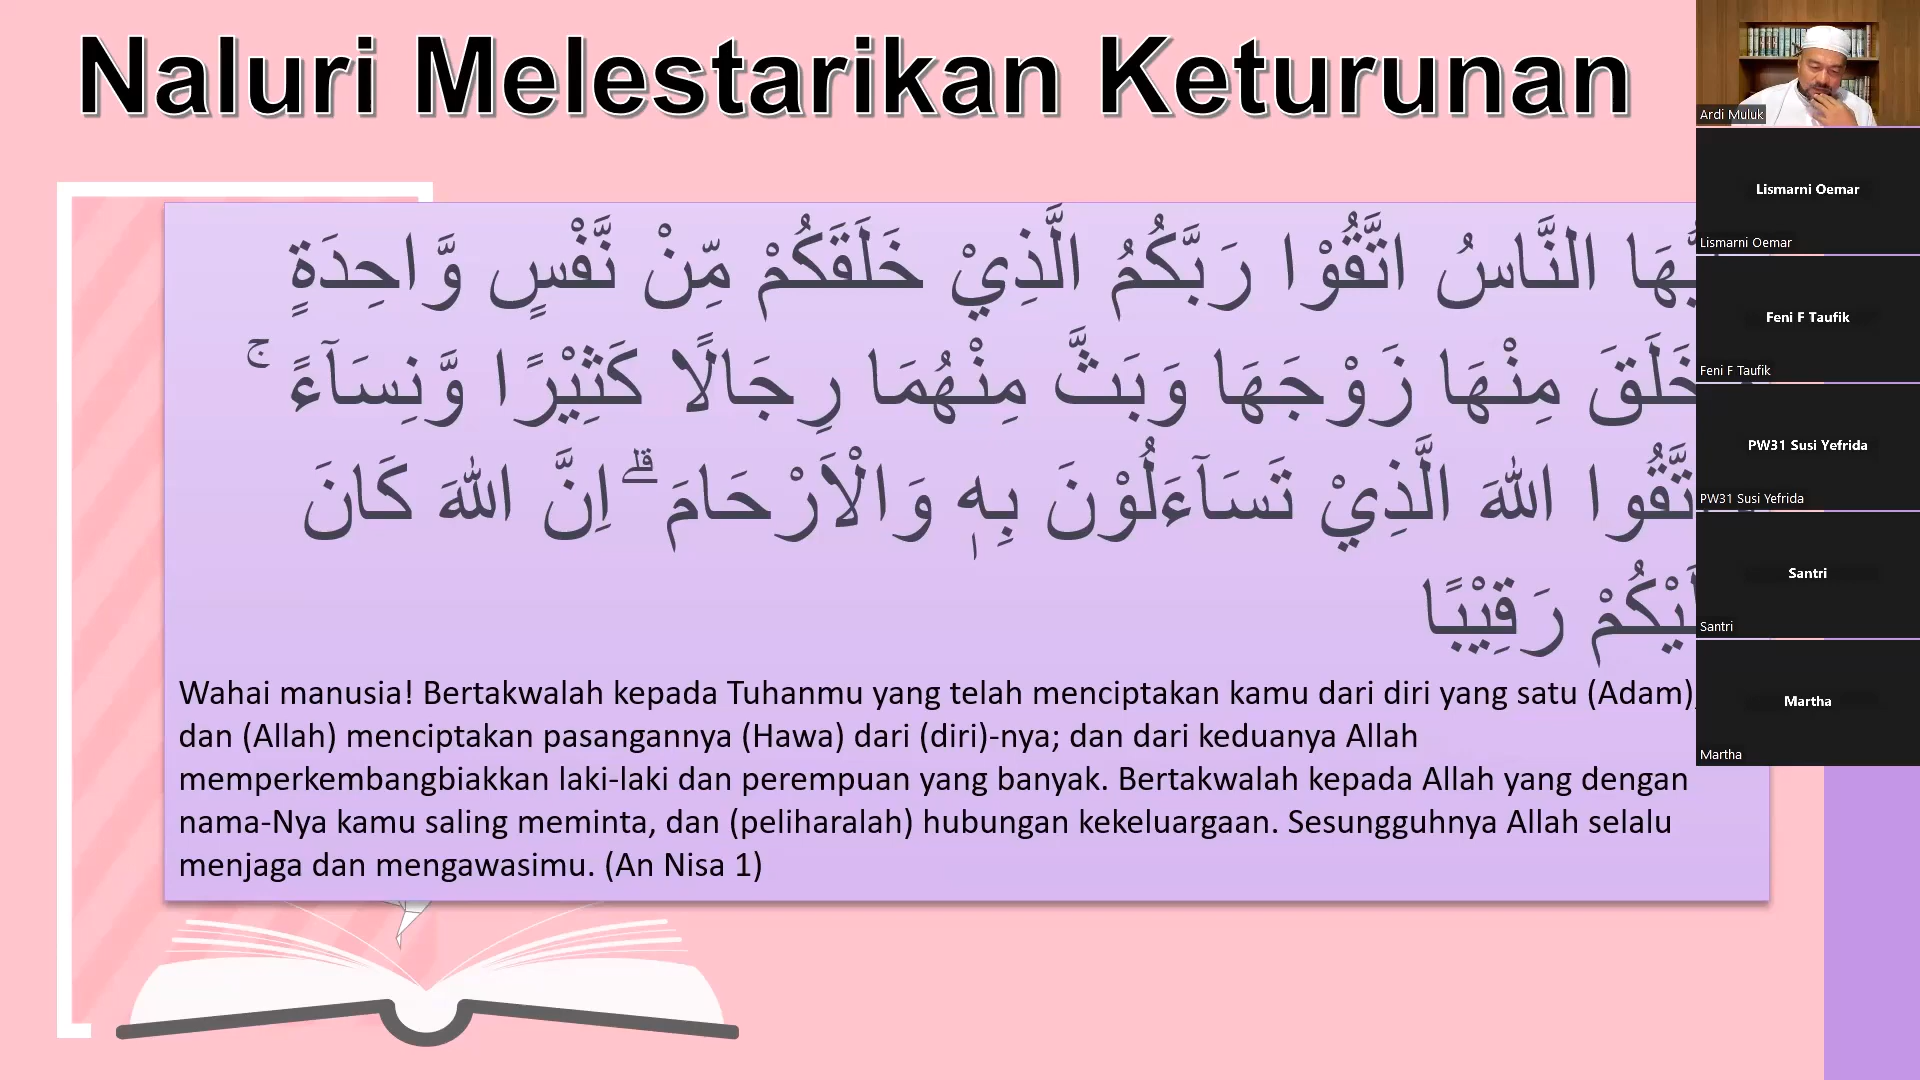 Naluri Melestarikan Keturunan
النَّاسُ اتَّقُوْا رَبَّكُمُ الَّذِيْ خَلَقَكُمْ مِّنْ نَّفْسٍ وَّاحِدَةٍ
خَلَقَ مِنْهَا زَوْجَهَا وَبَثَّ مِنْهُمَا رِجَالًا كَثِيْرًا وَّنِسَاۤءً ۚ
تَّقُوا اللّٰهَ الَّذِيْ تَسَاۤءَلُوْنَ بِهٖ وَالْاَرْحَامَ ۗ اِنَّ اللّٰهَ كَانَ
لَيْكُمْ رَقِيْبًا
Wahai manusia! Bertakwalah kepada Tuhanmu yang telah menciptakan kamu dari diri yang satu (Adam),
dan (Allah) menciptakan pasangannya (Hawa) dari (diri)-nya; dan dari keduanya Allah
memperkembangbiakkan laki-laki dan perempuan yang banyak. Bertakwalah kepada Allah yang dengan
nama-Nya kamu saling meminta, dan (peliharalah) hubungan kekeluargaan. Sesungguhnya Allah selalu
menjaga dan mengawasimu. (An Nisa 1)
Ardi Muluk
Lismarni Oemar
Lismarni Oemar
Feni F Taufik
Feni F Taufik
PW31 Susi Yefrida
PW31 Susi Yefrida
Santri
Santri
Martha
Martha